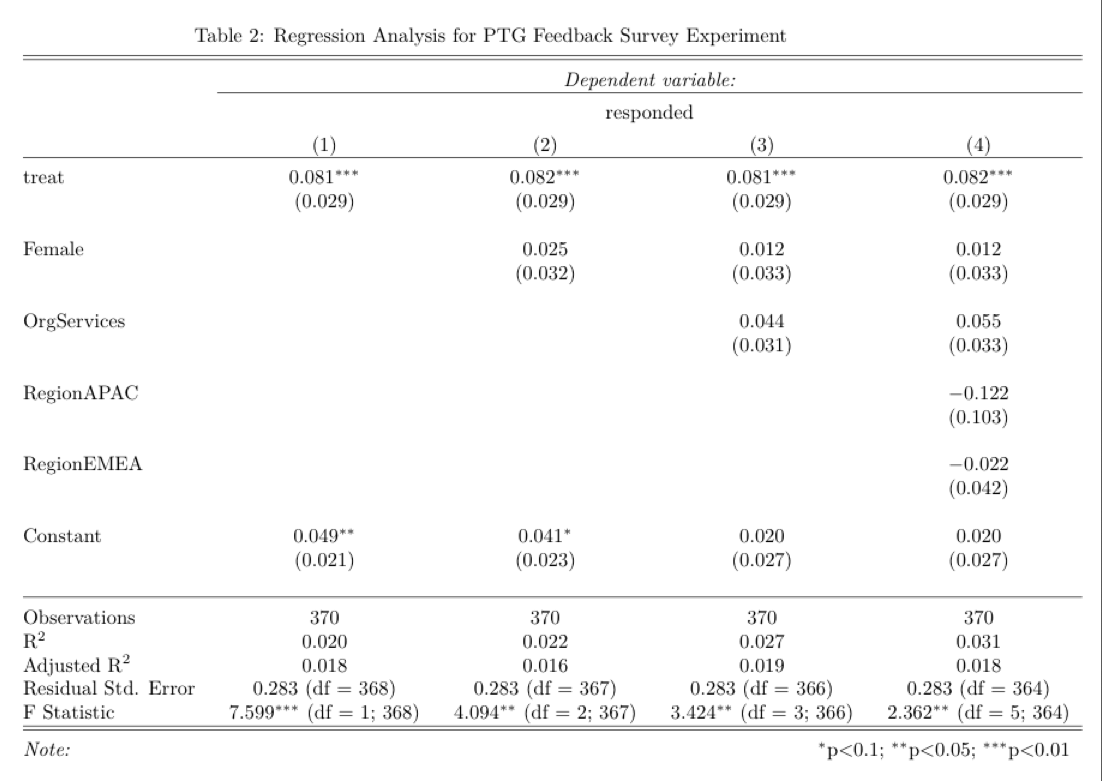 Table 2: Regression Analysis for PTG Feedback Survey Experiment
Dependent variable:
responded
(1) (2) (3) (4)
treat 0.081*** 0.082*** 0.081*** 0.082***
(0.029) (0.029) (0.029) (0.029)
Female 0.025 0.012 0.012
(0.032) (0.033) (0.033)
OrgServices 0.044 0.055
(0.031) (0.033)
RegionAPAC −0.122
(0.103)
RegionEMEA −0.022
(0.042)
Constant 0.049** 0.041* 0.020 0.020
(0.021) (0.023) (0.027) (0.027)
Observations 370 370 370 370
R² 0.020 0.022 0.027 0.031
Adjusted R² 0.018 0.016 0.019 0.018
Residual Std. Error 0.283 (df = 368) 0.283 (df = 367) 0.283 (df = 366) 0.283 (df = 364)
F Statistic 7.599*** (df = 1; 368) 4.094** (df = 2; 367) 3.424** (df = 3; 366) 2.362** (df = 5; 364)
Note: *p<0.1; **p<0.05; ***p<0.01